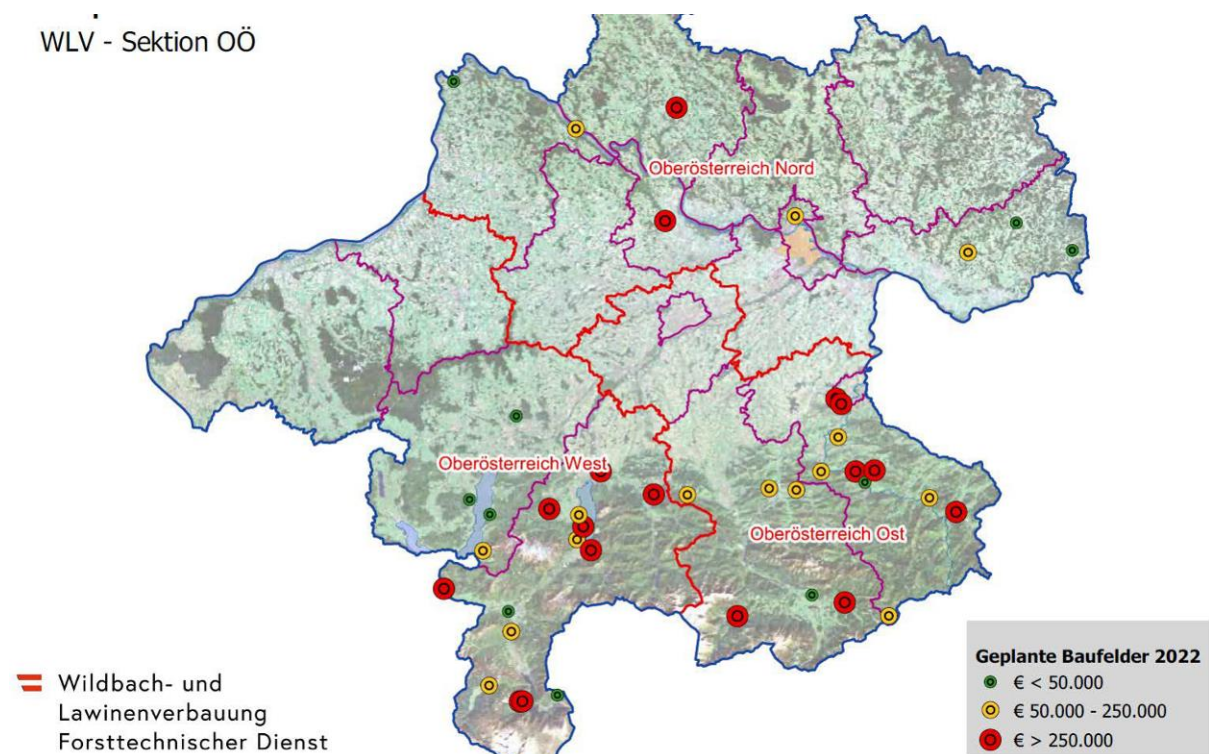 WLV - Sektion OÖ
Oberösterreich Nord
Oberösterreich West
Oberösterreich Ost
Geplante Baufelder 2022
€ < 50.000
€ 50.000 - 250.000
€ > 250.000
Wildbach- und
Lawinenverbauung
Forsttechnischer Dienst